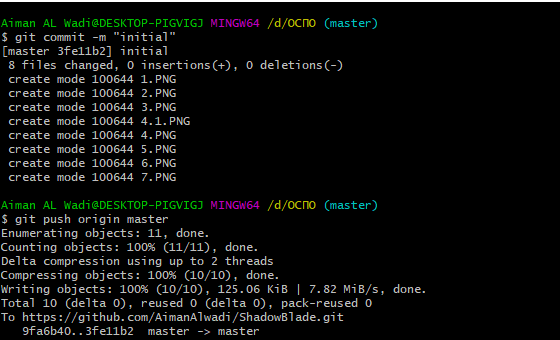 Aiman AL Wadi@DESKTOP-PIGVIGJ MINGW64 /d/ОСПО (master)
$ git commit -m "initial"
[master 3fe11b2] initial
 8 files changed, 0 insertions(+), 0 deletions(-)
 create mode 100644 1.PNG
 create mode 100644 2.PNG
 create mode 100644 3.PNG
 create mode 100644 4.1.PNG
 create mode 100644 4.PNG
 create mode 100644 5.PNG
 create mode 100644 6.PNG
 create mode 100644 7.PNG
Aiman AL Wadi@DESKTOP-PIGVIGJ MINGW64 /d/ОСПО (master)
$ git push origin master
Enumerating objects: 11, done.
Counting objects: 100% (11/11), done.
Delta compression using up to 2 threads
Compressing objects: 100% (10/10), done.
Writing objects: 100% (10/10), 125.06 KiB | 7.82 MiB/s, done.
Total 10 (delta 0), reused 0 (delta 0), pack-reused 0
To https://github.com/AimanAlwadi/ShadowBlade.git
   9fa6b40..3fe11b2  master -> master